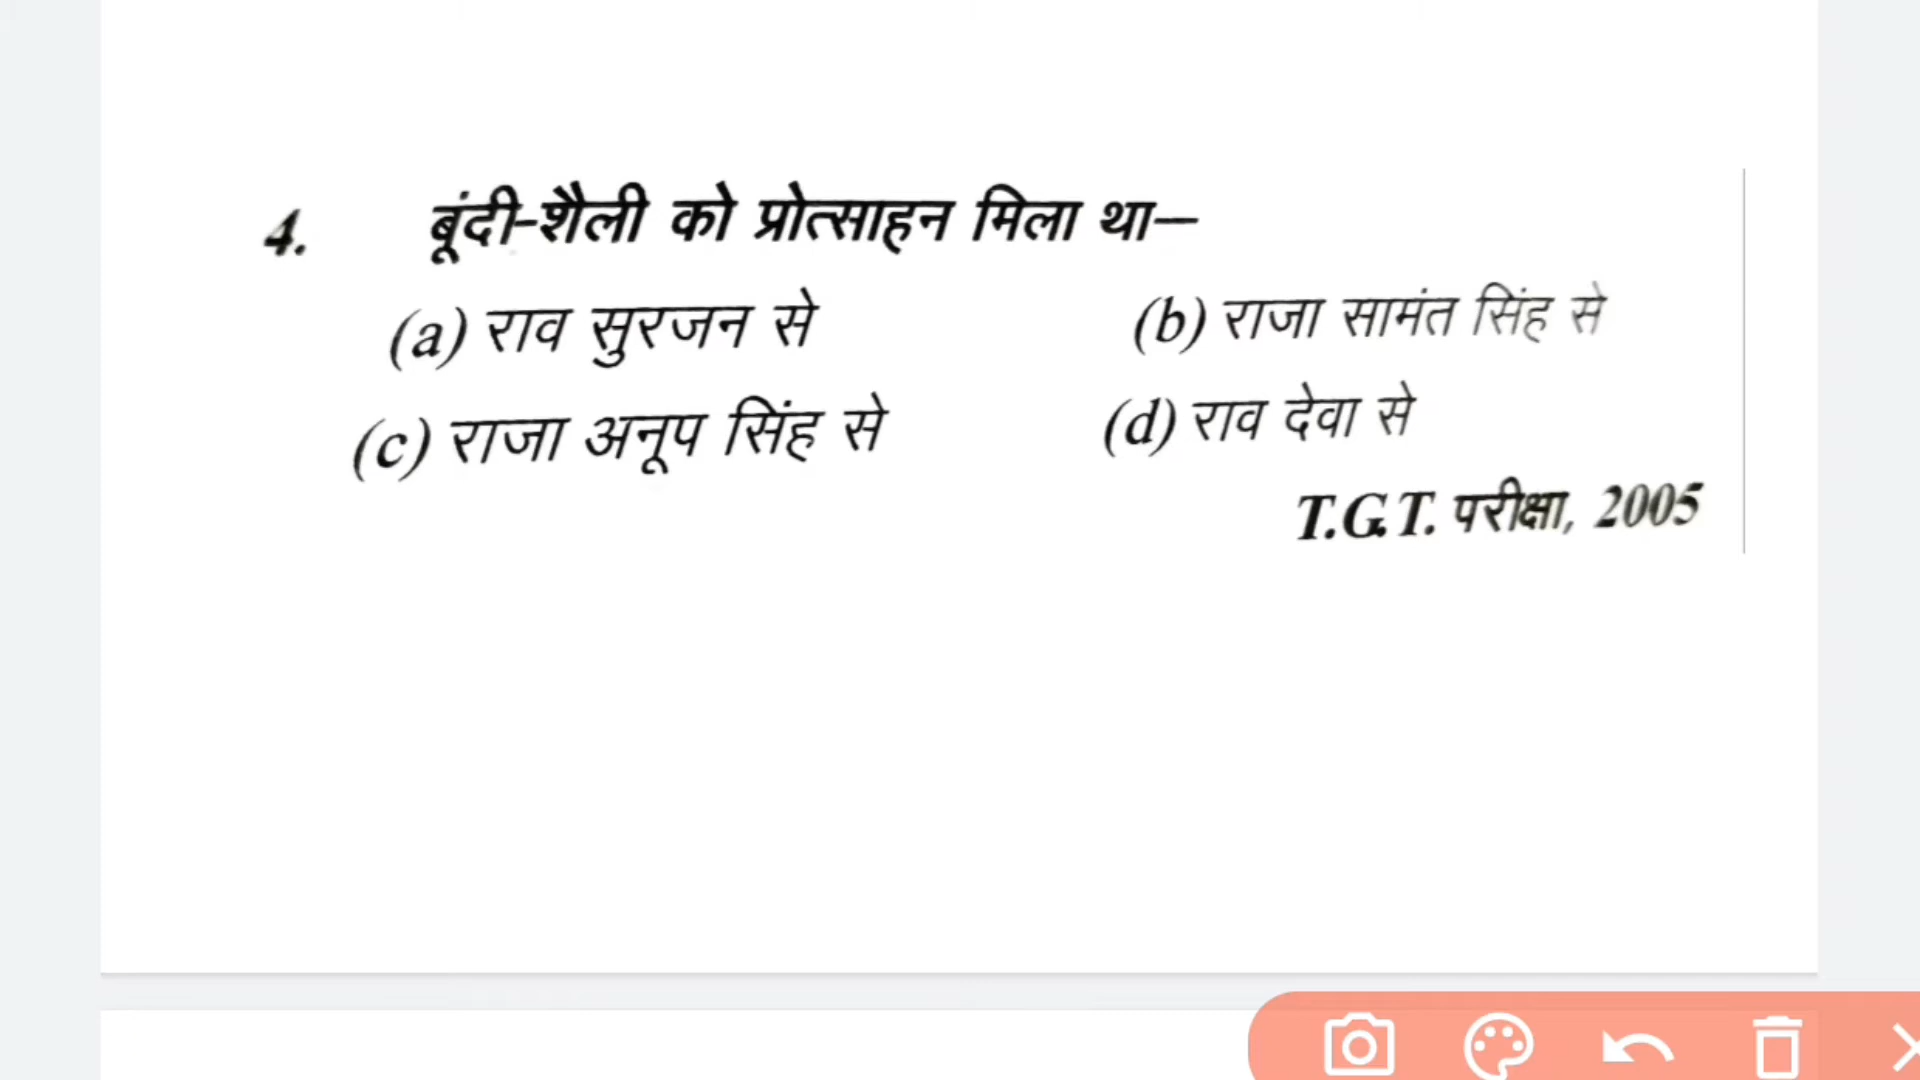 4. बूंदी-शैली को प्रोत्साहन मिला था—
(a) राव सुरजन से (b) राजा सामंत सिंह से
(c) राजा अनूप सिंह से (d) राव देवा से
T.G.T. परीक्षा, 2005